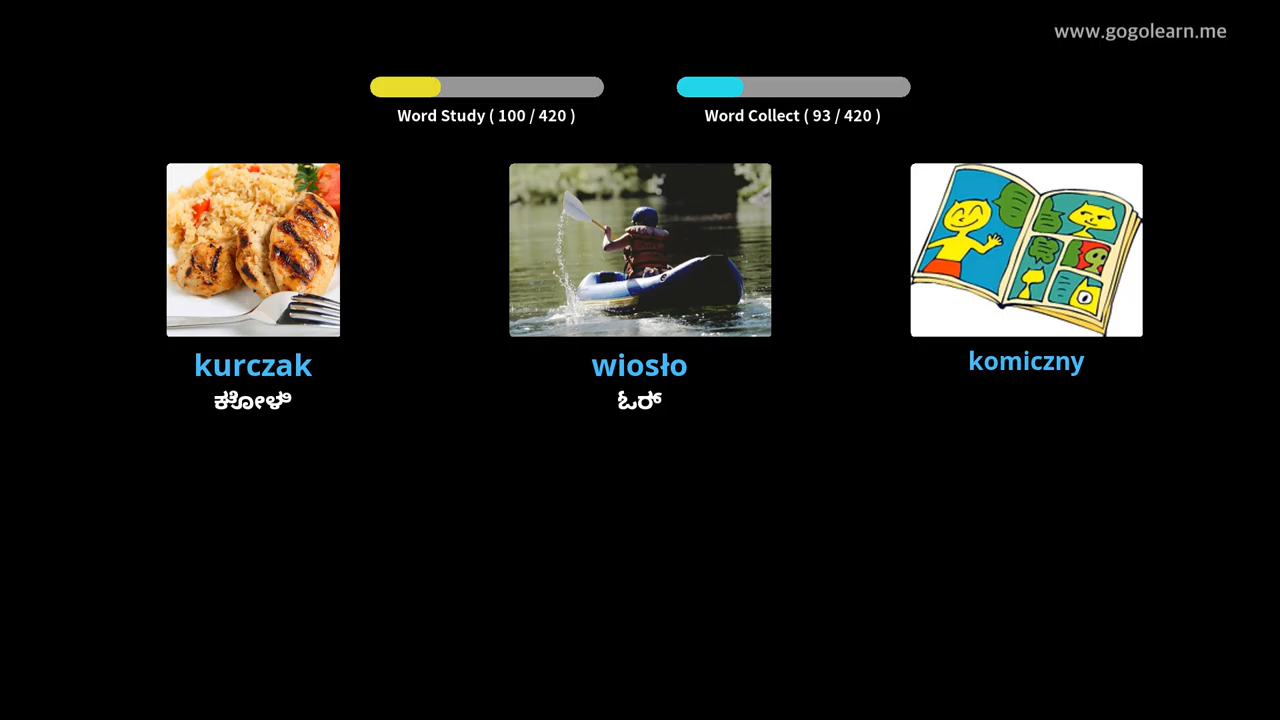 www.gogolearn.me
Word Study ( 100 / 420 )
Word Collect ( 93 / 420 )
kurczak
ಕೋಳಿ
wiosło
ಓರ್
komiczny